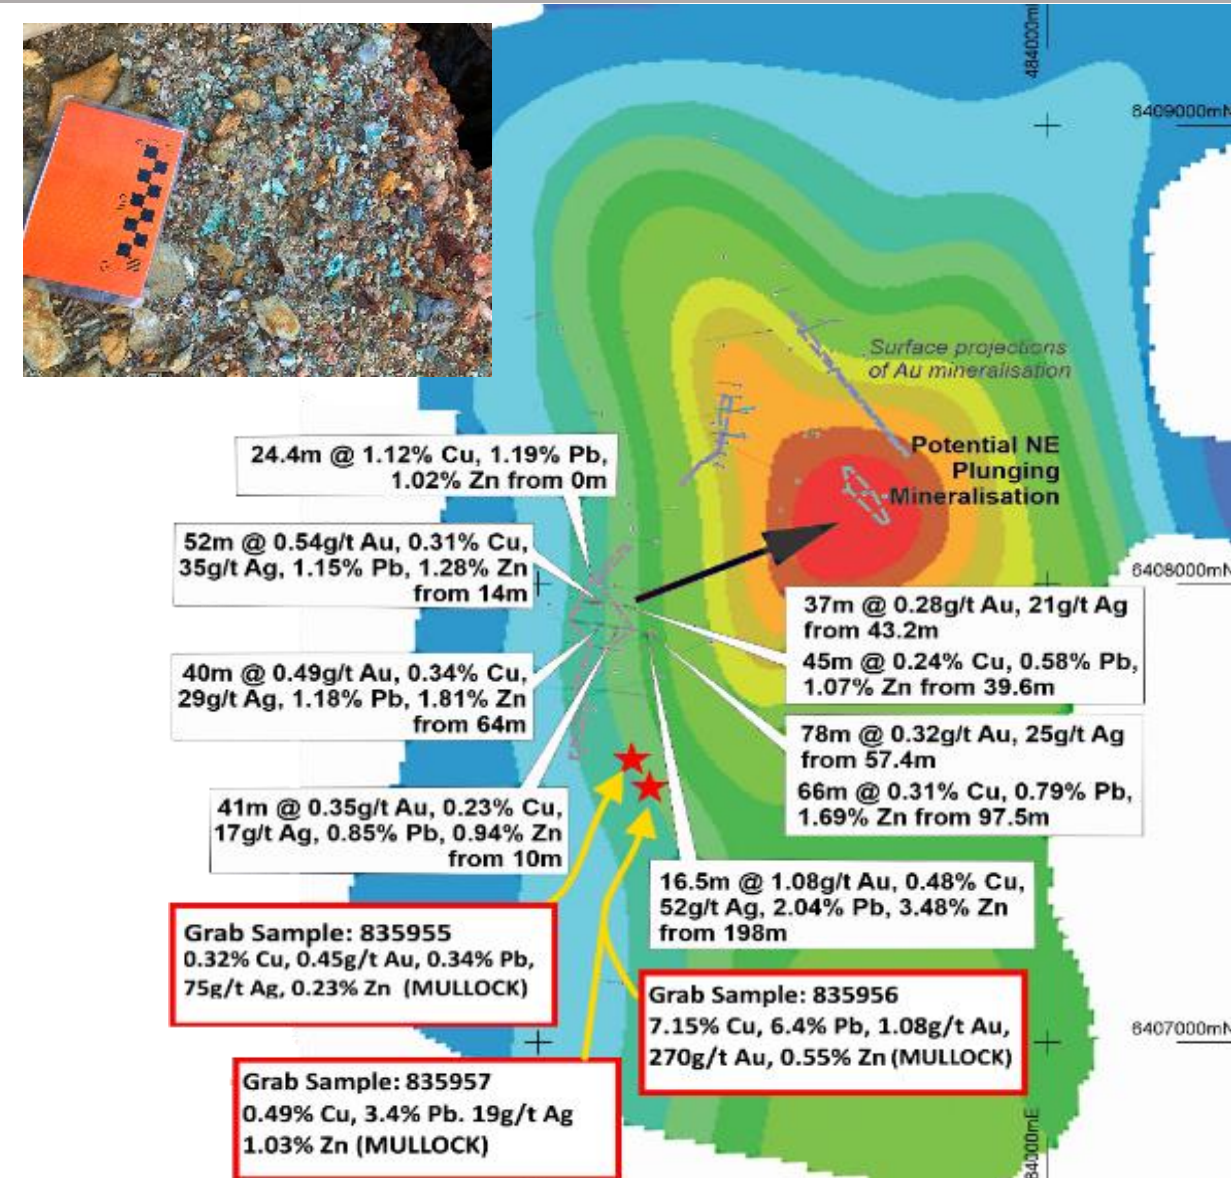 484000mE
6409000mN
Surface projections
of Au mineralisation
Potential NE
Plunging
Mineralisation
24.4m @ 1.12% Cu, 1.19% Pb,
1.02% Zn from 0m
52m @ 0.54g/t Au, 0.31% Cu,
35g/t Ag, 1.15% Pb, 1.28% Zn
from 14m
6408000mN
37m @ 0.28g/t Au, 21g/t Ag
from 43.2m
45m @ 0.24% Cu, 0.58% Pb,
1.07% Zn from 39.6m
40m @ 0.49g/t Au, 0.34% Cu,
29g/t Ag, 1.18% Pb, 1.81% Zn
from 64m
78m @ 0.32g/t Au, 25g/t Ag
from 57.4m
66m @ 0.31% Cu, 0.79% Pb,
1.69% Zn from 97.5m
41m @ 0.35g/t Au, 0.23% Cu,
17g/t Ag, 0.85% Pb, 0.94% Zn
from 10m
16.5m @ 1.08g/t Au, 0.48% Cu,
52g/t Ag, 2.04% Pb, 3.48% Zn
from 198m
Grab Sample: 835955
0.32% Cu, 0.45g/t Au, 0.34% Pb,
75g/t Ag, 0.23% Zn (MULLOCK)
Grab Sample: 835956
7.15% Cu, 6.4% Pb, 1.08g/t Au,
270g/t Au, 0.55% Zn (MULLOCK)
6407000mN
Grab Sample: 835957
0.49% Cu, 3.4% Pb. 19g/t Ag
1.03% Zn (MULLOCK)
84000mE